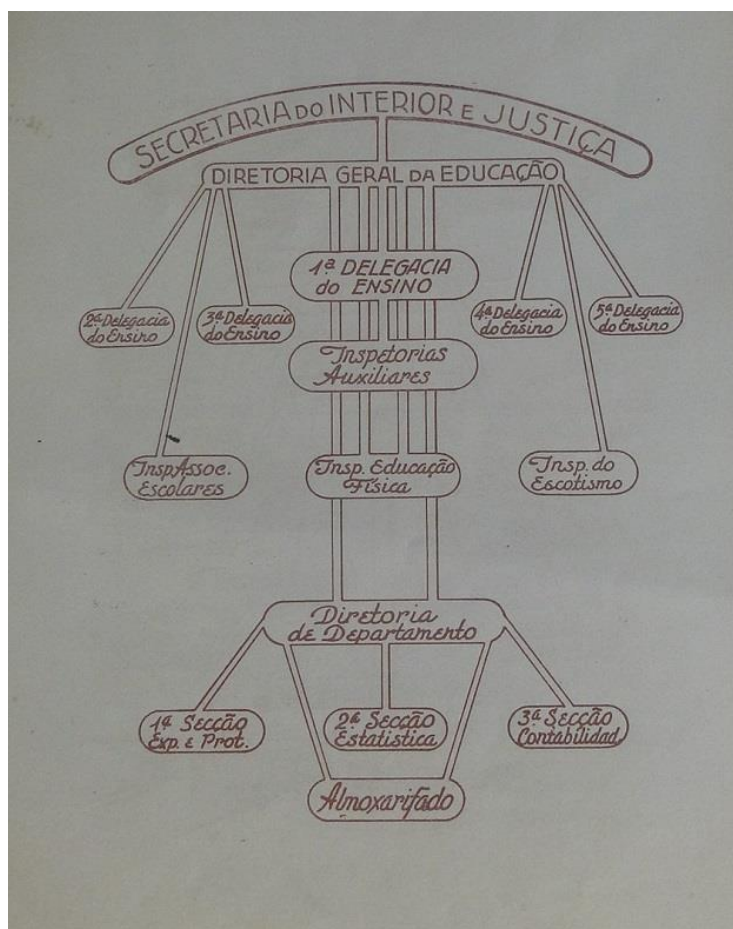 SECRETARIA DO INTERIOR E JUSTIÇA
DIRETORIA GERAL DA EDUCAÇÃO
1ª DELEGACIA
do ENSINO
2ª Delegacia
do Ensino
3ª Delegacia
do Ensino
4ª Delegacia
do Ensino
5ª Delegacia
do Ensino
Inspetorias
Auxiliares
Insp. Assoc.
Escolares
Insp. Educação
Física
Insp. do
Escotismo
Diretoria
de Departamento
1ª Secção
Exp. E Prot.
2ª Secção
Estatistica
3ª Secção
Contabilidad
Almoxarifado